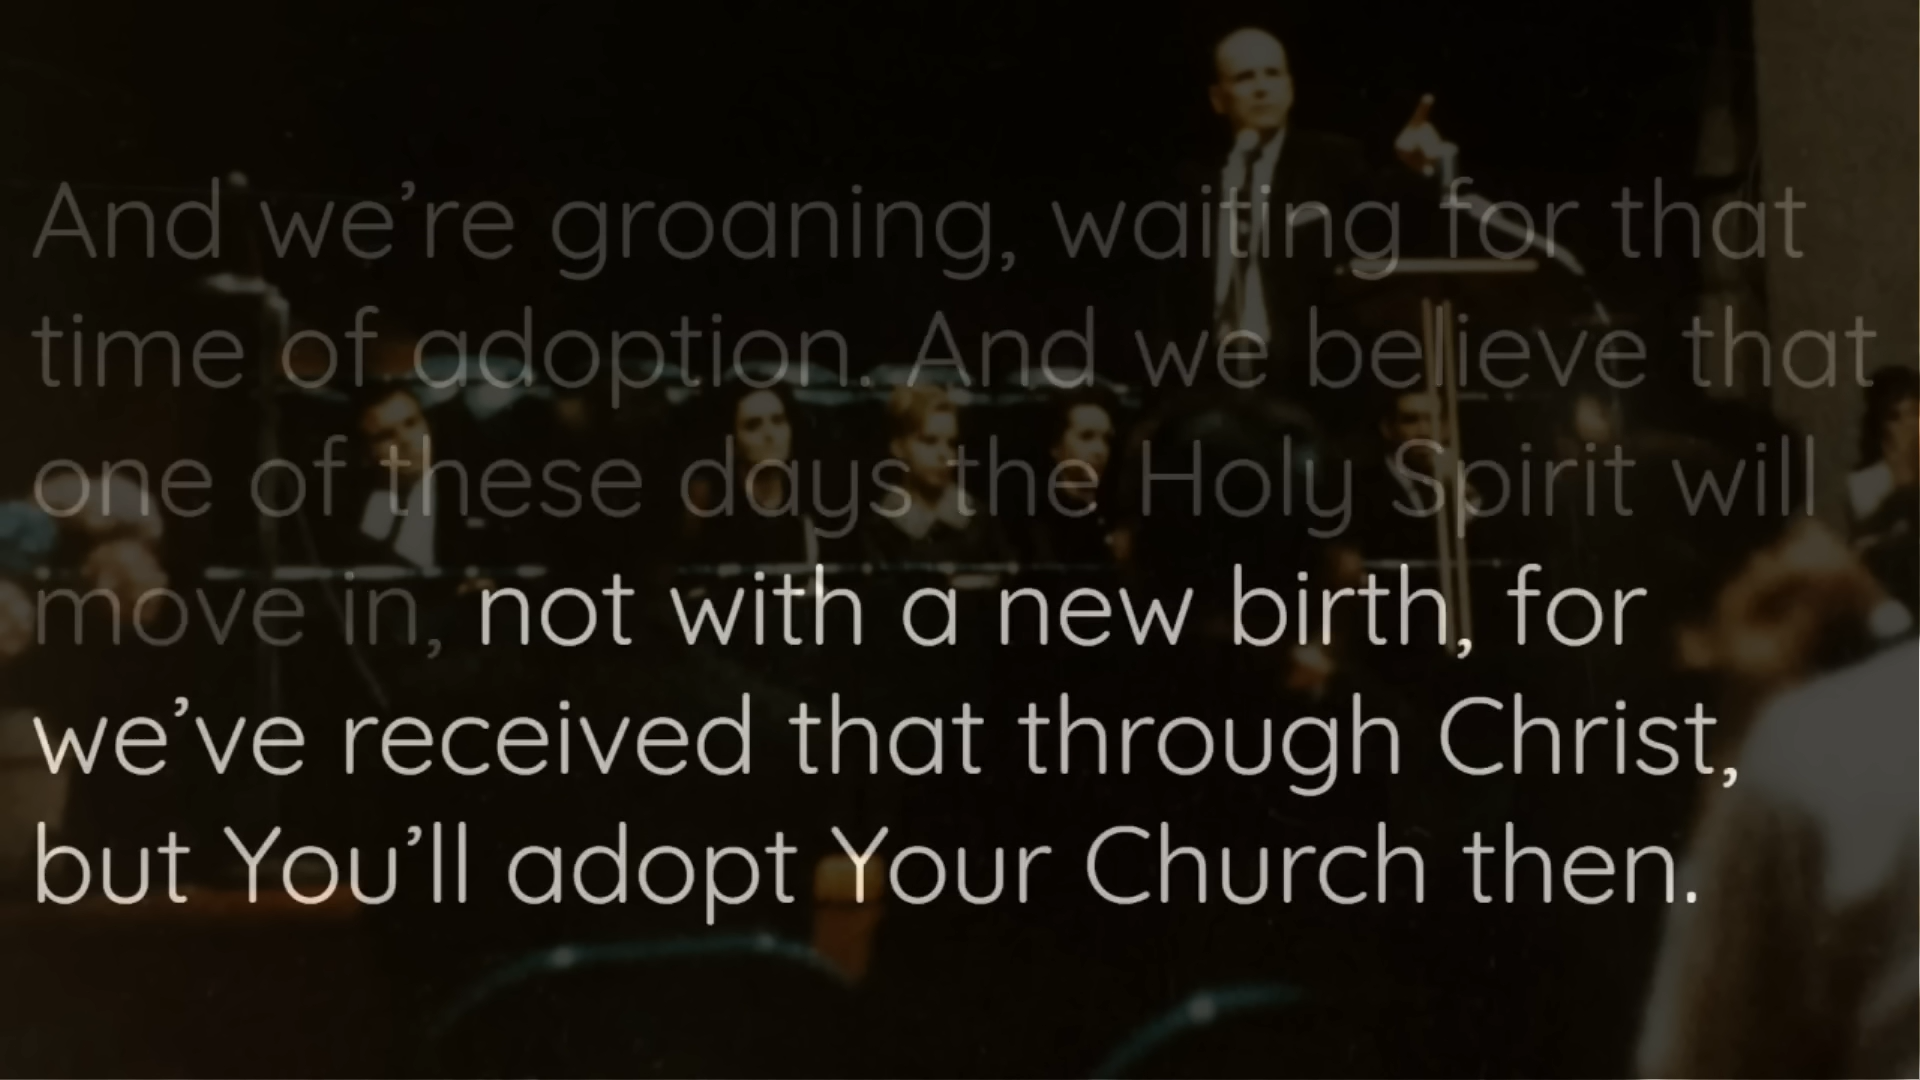 And we’re groaning, waiting for that
time of adoption. And we believe that
one of these days the Holy Spirit will
move in, not with a new birth, for
we’ve received that through Christ,
but You’ll adopt Your Church then.